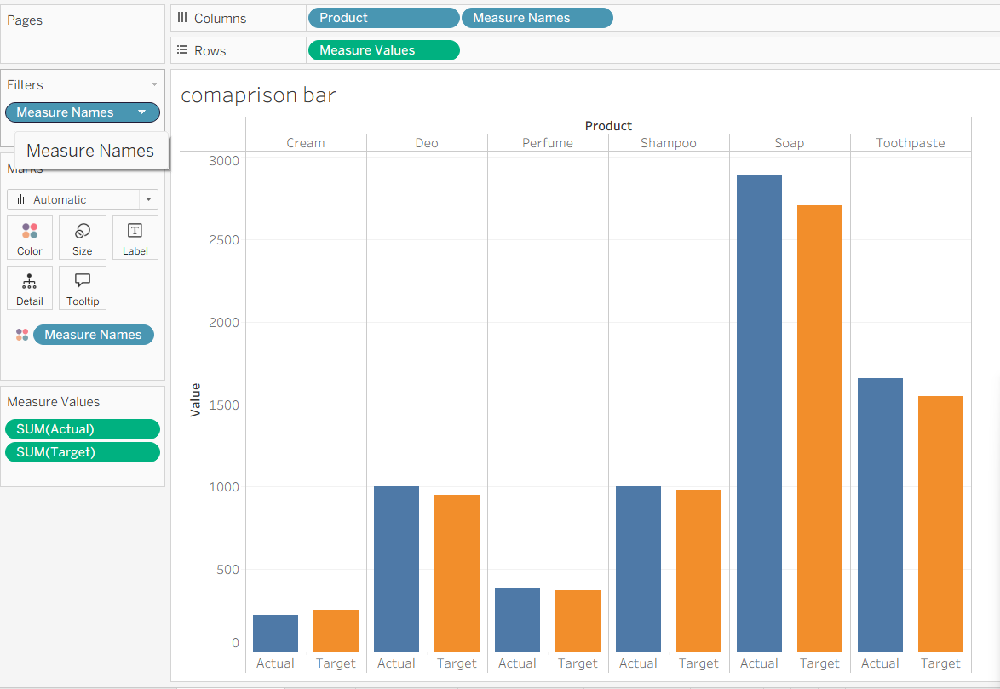 Pages
Columns
Product
Measure Names
Rows
Measure Values
Filters
Measure Names
Measure Names
Marks
Automatic
Color
Size
Label
Detail
Tooltip
Measure Names
Measure Values
SUM(Actual)
SUM(Target)
comaprison bar
Product
Cream Deo Perfume Shampoo Soap Toothpaste
Value
3000
2500
2000
1500
1000
500
0
Actual Target Actual Target Actual Target Actual Target Actual Target Actual Target